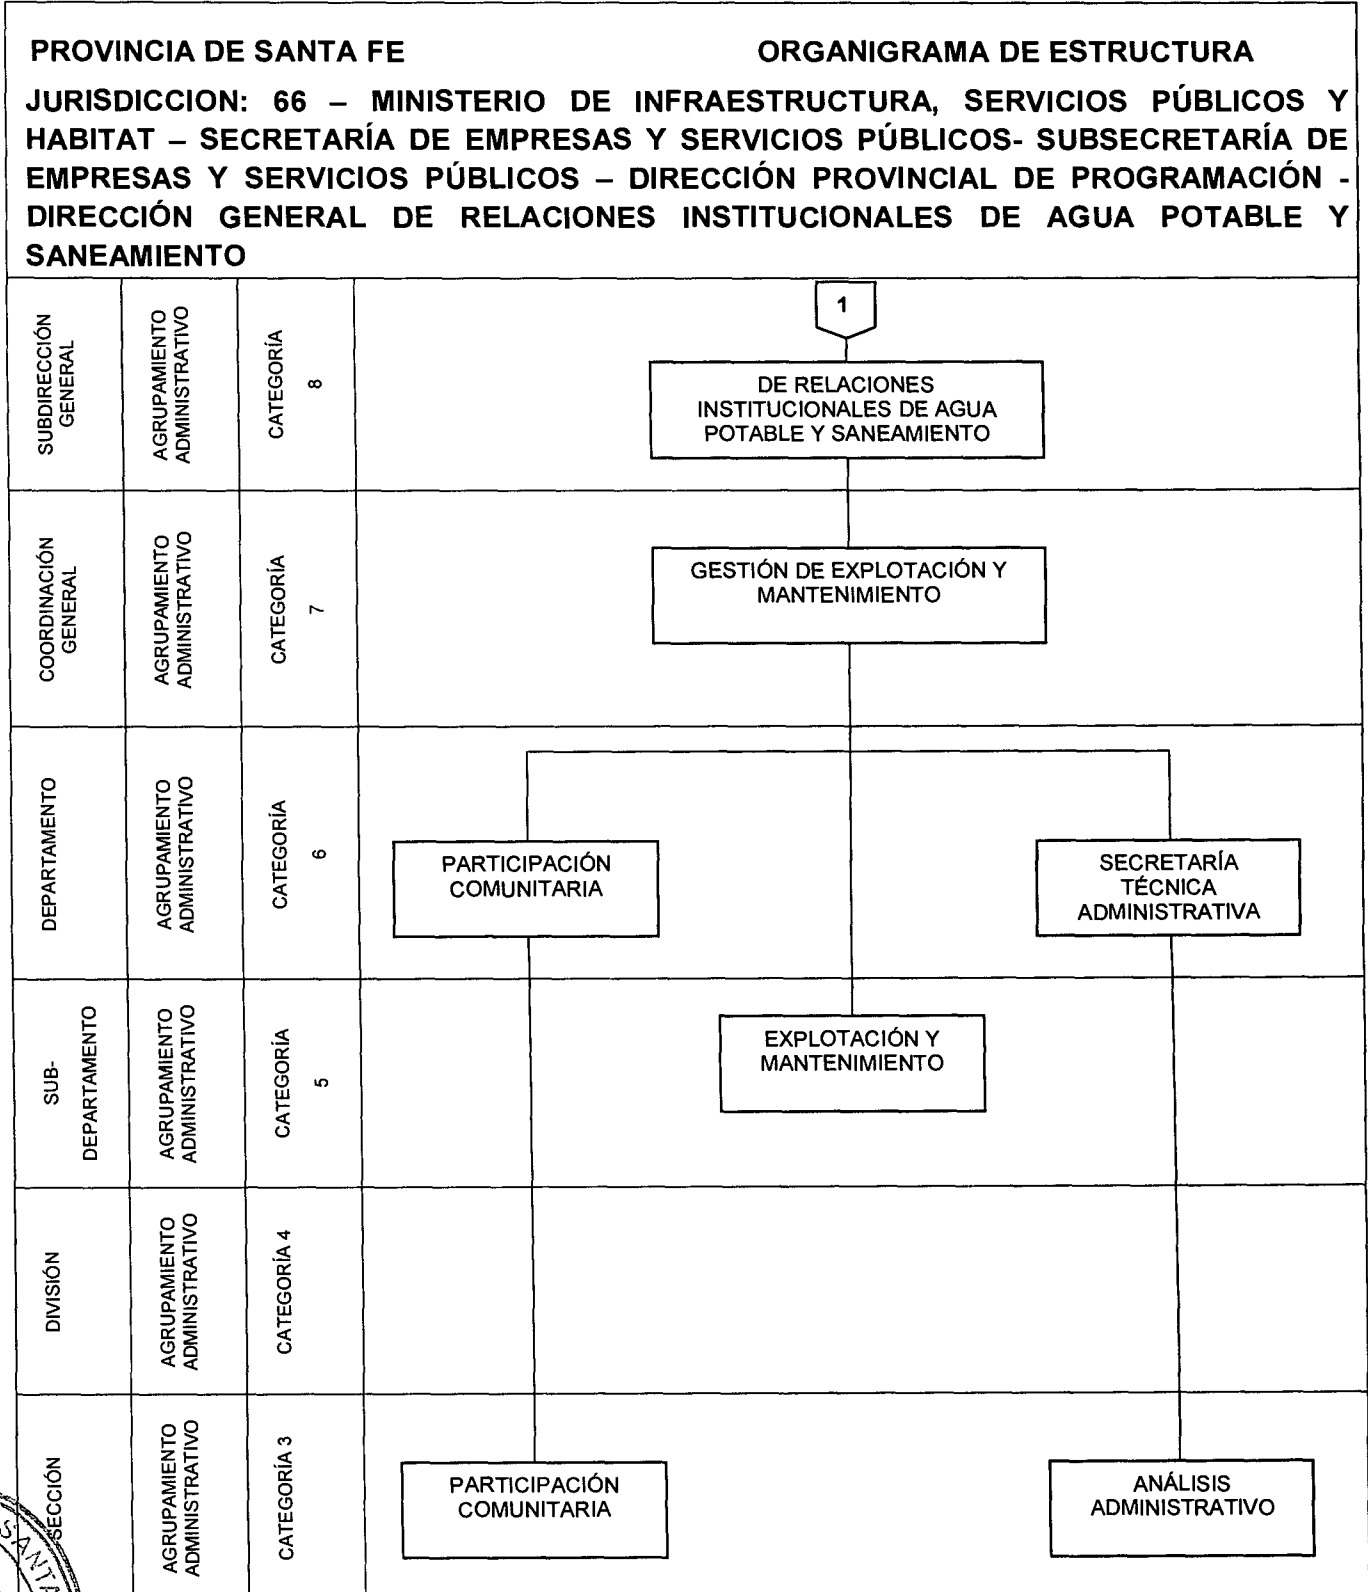 PROVINCIA DE SANTA FE ORGANIGRAMA DE ESTRUCTURA
JURISDICCION: 66 – MINISTERIO DE INFRAESTRUCTURA, SERVICIOS PÚBLICOS Y
HABITAT – SECRETARÍA DE EMPRESAS Y SERVICIOS PÚBLICOS- SUBSECRETARÍA DE
EMPRESAS Y SERVICIOS PÚBLICOS – DIRECCIÓN PROVINCIAL DE PROGRAMACIÓN -
DIRECCIÓN GENERAL DE RELACIONES INSTITUCIONALES DE AGUA POTABLE Y
SANEAMIENTO
SUBDIRECCIÓN
GENERAL
AGRUPAMIENTO
ADMINISTRATIVO
CATEGORÍA
8
1
DE RELACIONES
INSTITUCIONALES DE AGUA
POTABLE Y SANEAMIENTO
COORDINACIÓN
GENERAL
AGRUPAMIENTO
ADMINISTRATIVO
CATEGORÍA
7
GESTIÓN DE EXPLOTACIÓN Y
MANTENIMIENTO
DEPARTAMENTO
AGRUPAMIENTO
ADMINISTRATIVO
CATEGORÍA
6
PARTICIPACIÓN
COMUNITARIA
SECRETARÍA
TÉCNICA
ADMINISTRATIVA
SUB-
DEPARTAMENTO
AGRUPAMIENTO
ADMINISTRATIVO
CATEGORÍA
5
EXPLOTACIÓN Y
MANTENIMIENTO
DIVISIÓN
AGRUPAMIENTO
ADMINISTRATIVO
CATEGORÍA 4
SECCIÓN
AGRUPAMIENTO
ADMINISTRATIVO
CATEGORÍA 3
PARTICIPACIÓN
COMUNITARIA
ANÁLISIS
ADMINISTRATIVO
SANTA